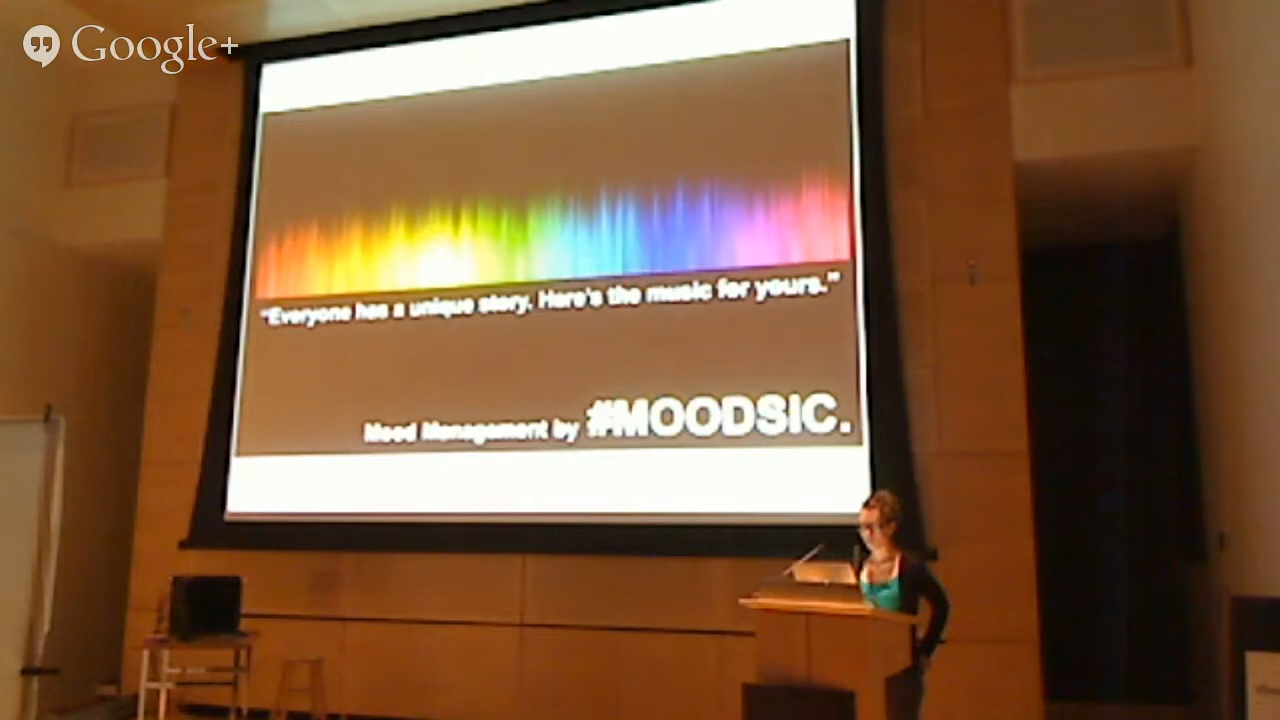 Google+
"Everyone has a unique story. Here's the music for yours."
Mood Management by #MOODSIC.